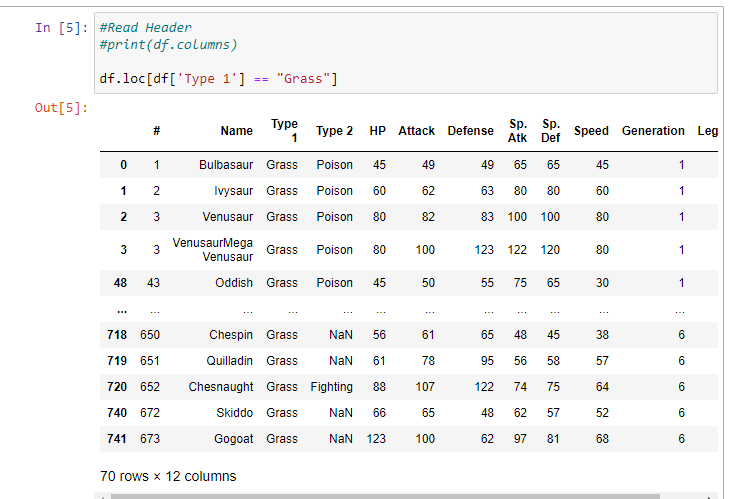 In [5]: #Read Header
#print(df.columns)
df.loc[df['Type 1'] == "Grass"]
Out[5]:
# Name Type 1 Type 2 HP Attack Defense Sp. Atk Sp. Def Speed Generation Leg
0 1 Bulbasaur Grass Poison 45 49 49 65 65 45 1
1 2 Ivysaur Grass Poison 60 62 63 80 80 60 1
2 3 Venusaur Grass Poison 80 82 83 100 100 80 1
3 3 VenusaurMega Venusaur Grass Poison 80 100 123 122 120 80 1
48 43 Oddish Grass Poison 45 50 55 75 65 30 1
... ... ... ... ... ... ... ... ... ... ... ...
718 650 Chespin Grass NaN 56 61 65 48 45 38 6
719 651 Quilladin Grass NaN 61 78 95 56 58 57 6
720 652 Chesnaught Grass Fighting 88 107 122 74 75 64 6
740 672 Skiddo Grass NaN 66 65 48 62 57 52 6
741 673 Gogoat Grass NaN 123 100 62 97 81 68 6
70 rows × 12 columns